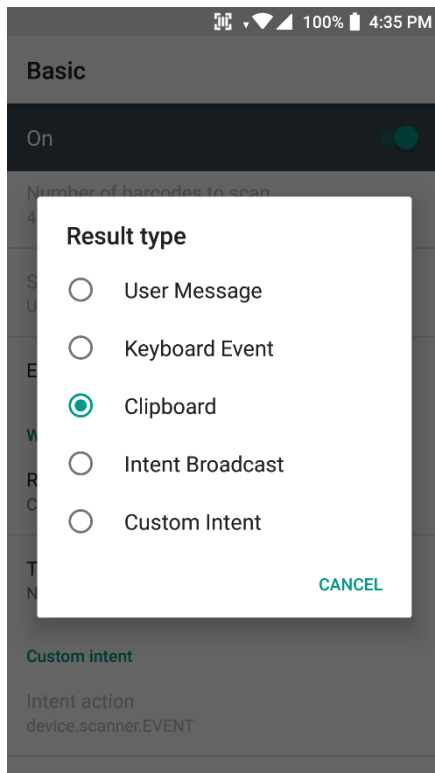 100% 4:35 PM
Basic
On
Number of barcodes to scan
4
Result type
User Message
Keyboard Event
Clipboard
Intent Broadcast
Custom Intent
CANCEL
Custom intent
Intent action
device.scanner.EVENT